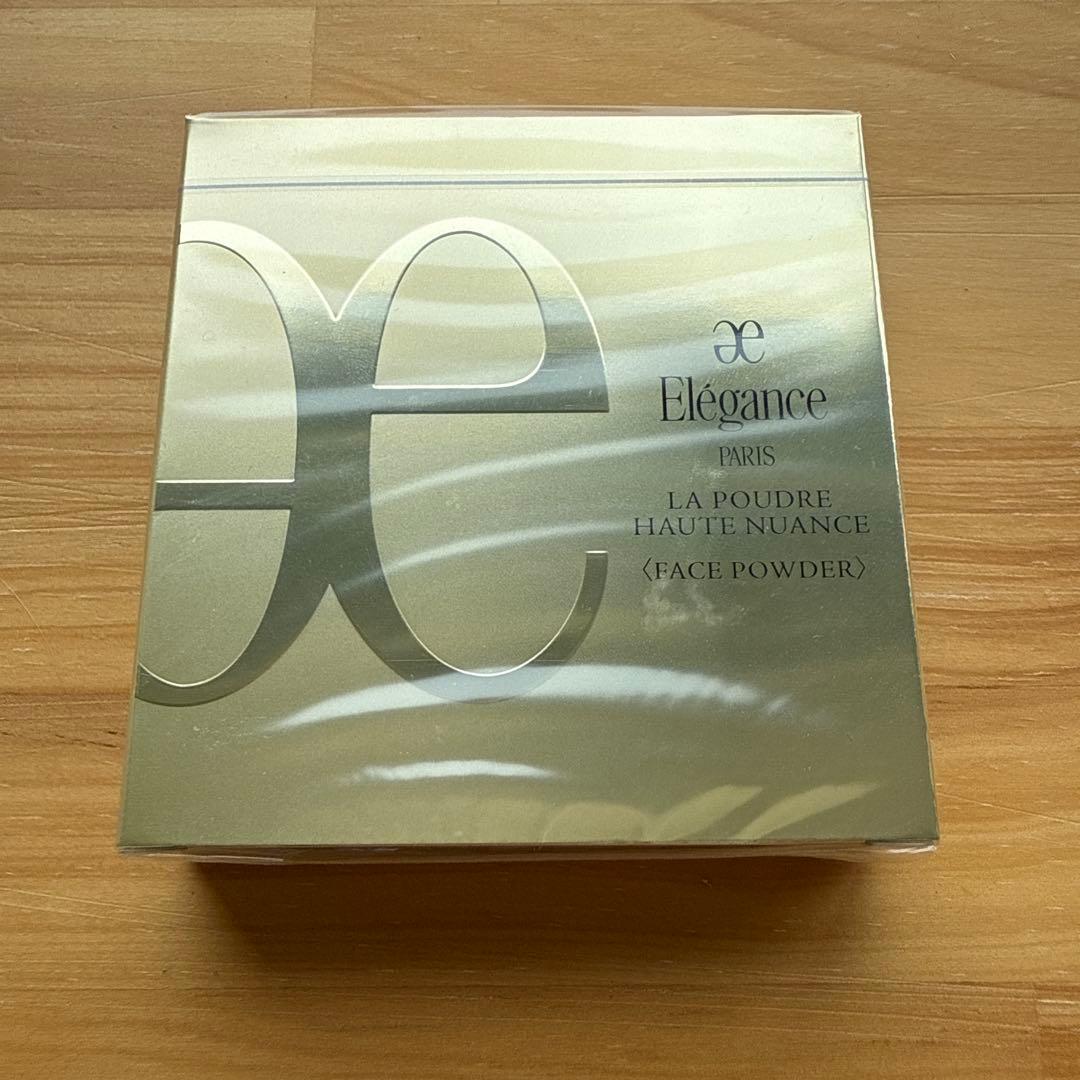 æ
æ
Elégance
PARIS
LA POUDRE
HAUTE NUANCE
〈FACE POWDER〉